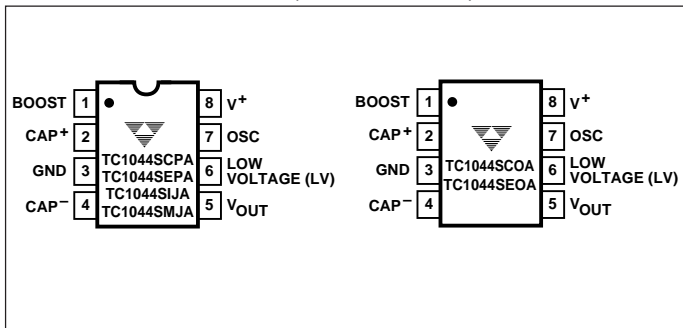 BOOST 1 8 V+
CAP+ 2 7 OSC
GND 3 6 LOW VOLTAGE (LV)
CAP− 4 5 VOUT
TC1044SCPA
TC1044SEPA
TC1044SIJA
TC1044SMJA
BOOST 1 8 V+
CAP+ 2 7 OSC
GND 3 6 LOW VOLTAGE (LV)
CAP− 4 5 VOUT
TC1044SCOA
TC1044SEOA